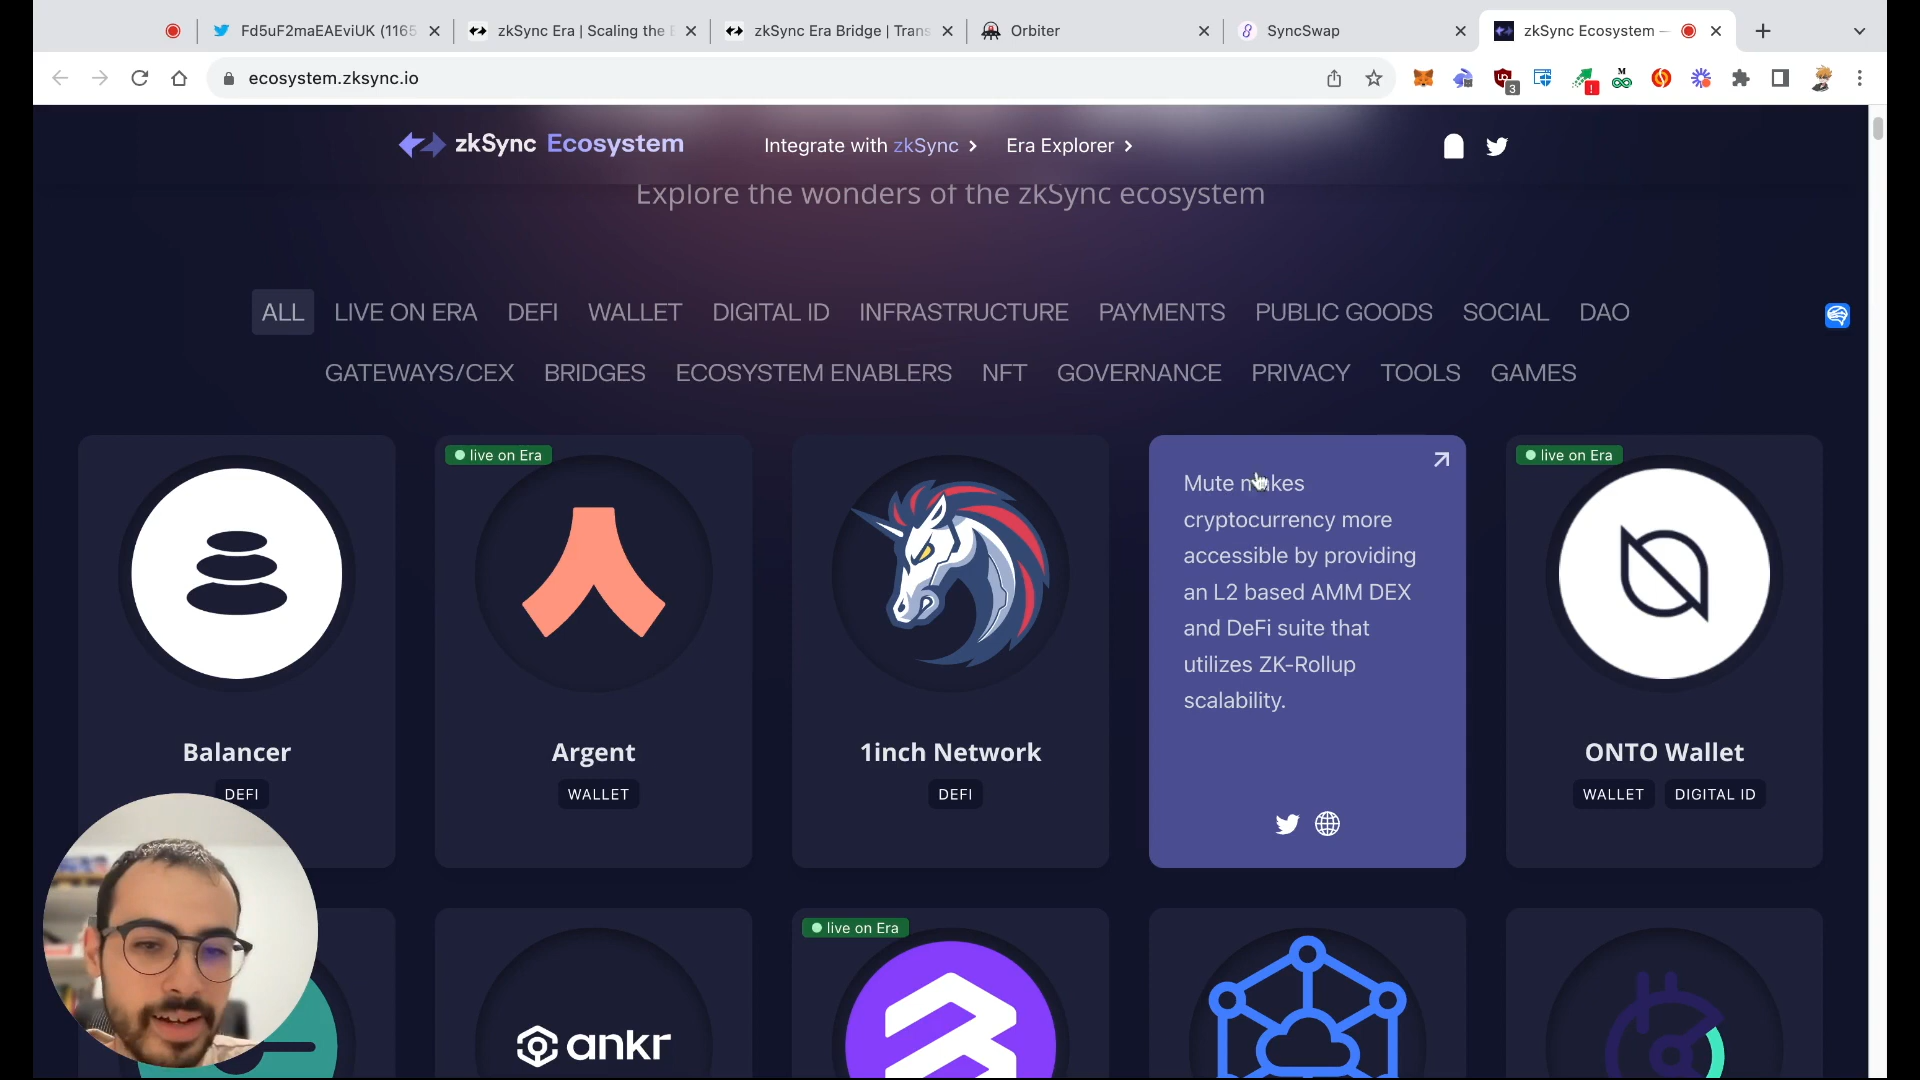 Fd5uF2maEAEviUK (1165
zkSync Era | Scaling the E
zkSync Era Bridge | Trans
Orbiter
SyncSwap
zkSync Ecosystem —
ecosystem.zksync.io
3
!
M
zkSync Ecosystem
Integrate with zkSync
Era Explorer
Explore the wonders of the zkSync ecosystem
ALL LIVE ON ERA DEFI WALLET DIGITAL ID INFRASTRUCTURE PAYMENTS PUBLIC GOODS SOCIAL DAO
GATEWAYS/CEX BRIDGES ECOSYSTEM ENABLERS NFT GOVERNANCE PRIVACY TOOLS GAMES
Balancer
DEFI
live on Era
Argent
WALLET
1inch Network
DEFI
Mute makes
cryptocurrency more
accessible by providing
an L2 based AMM DEX
and DeFi suite that
utilizes ZK-Rollup
scalability.
live on Era
ONTO Wallet
WALLET DIGITAL ID
ankr
live on Era